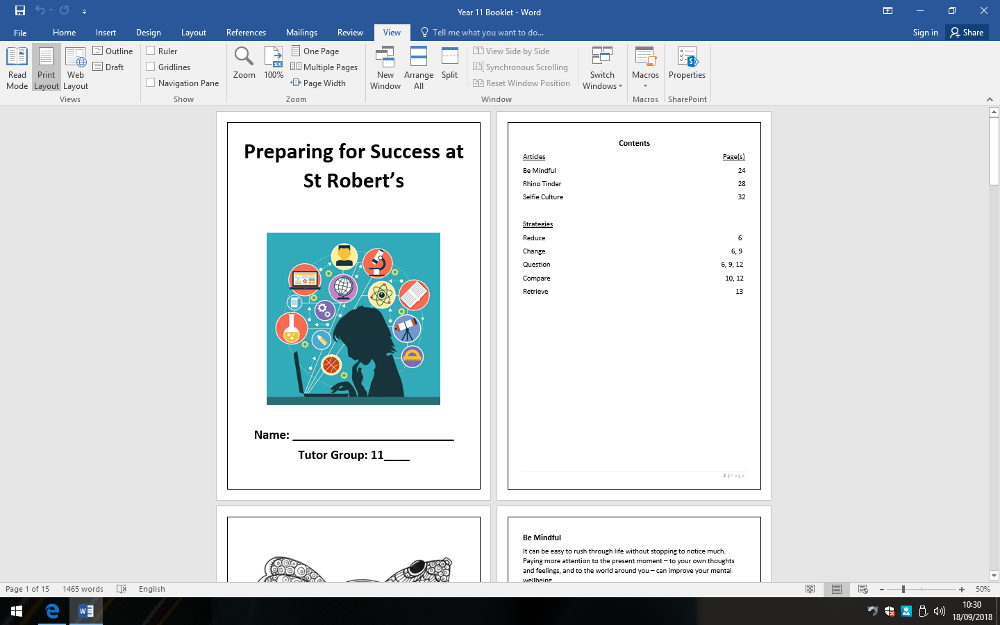 Year 11 Booklet - Word
File Home Insert Design Layout References Mailings Review View Tell me what you want to do... Sign in Share
Read Mode
Print Layout
Web Layout
Outline
Draft
Views
Ruler
Gridlines
Navigation Pane
Show
Zoom
100
100%
One Page
Multiple Pages
Page Width
Zoom
New Window
Arrange All
Split
View Side by Side
Synchronous Scrolling
Reset Window Position
Window
Switch Windows
Macros
Macros
Properties
S
SharePoint
Preparing for Success at
St Robert’s
Name: ________________________
Tutor Group: 11____
Contents
Articles Page(s)
Be Mindful 24
Rhino Tinder 28
Selfie Culture 32
Strategies
Reduce 6
Change 6, 9
Question 6, 9, 12
Compare 10, 12
Retrieve 13
2 | Page
Be Mindful
It can be easy to rush through life without stopping to notice much.
Paying more attention to the present moment – to your own thoughts
and feelings, and to the world around you – can improve your mental
wellbeing.
Page 1 of 15 1465 words English 50%
W
10:30
18/09/2018